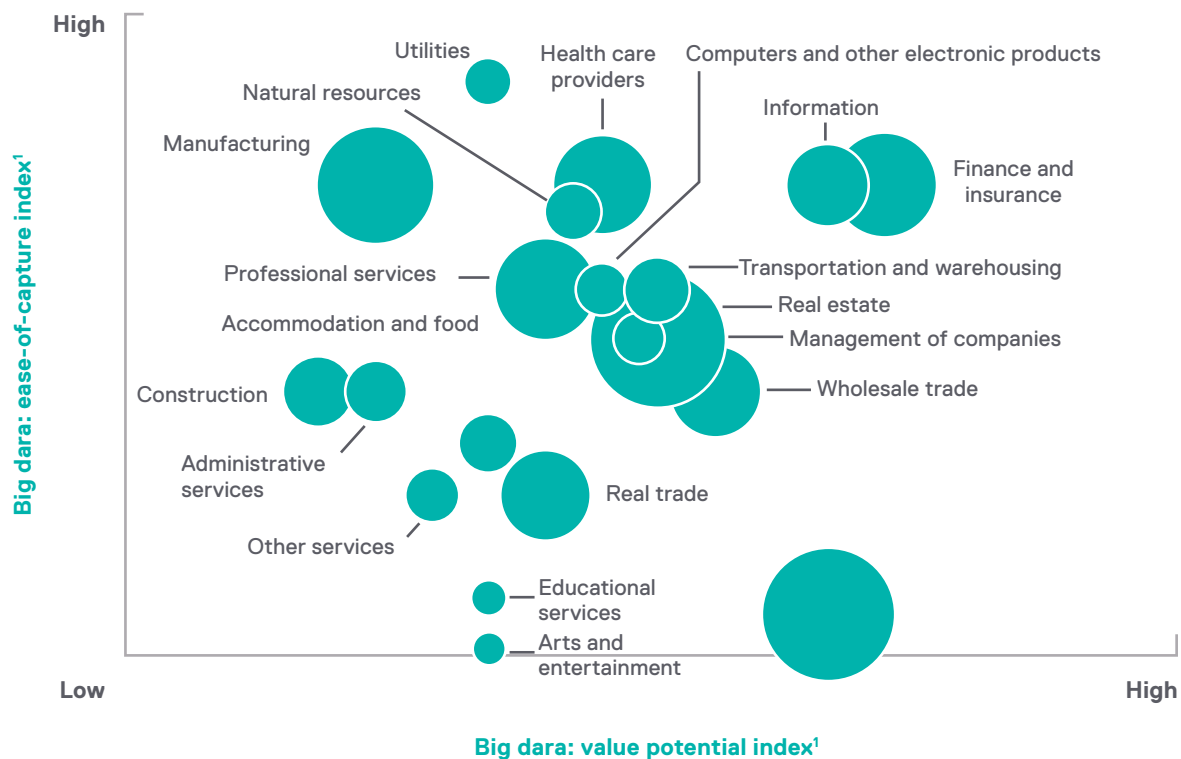 High
Utilities
Health care
providers
Computers and other electronic products
Natural resources
Information
Manufacturing
Finance and
insurance
Professional services
Transportation and warehousing
Real estate
Accommodation and food
Management of companies
Construction
Wholesale trade
Administrative
services
Real trade
Other services
Educational
services
Arts and
entertainment
Low
High
Big dara: ease-of-capture index¹
Big dara: value potential index¹